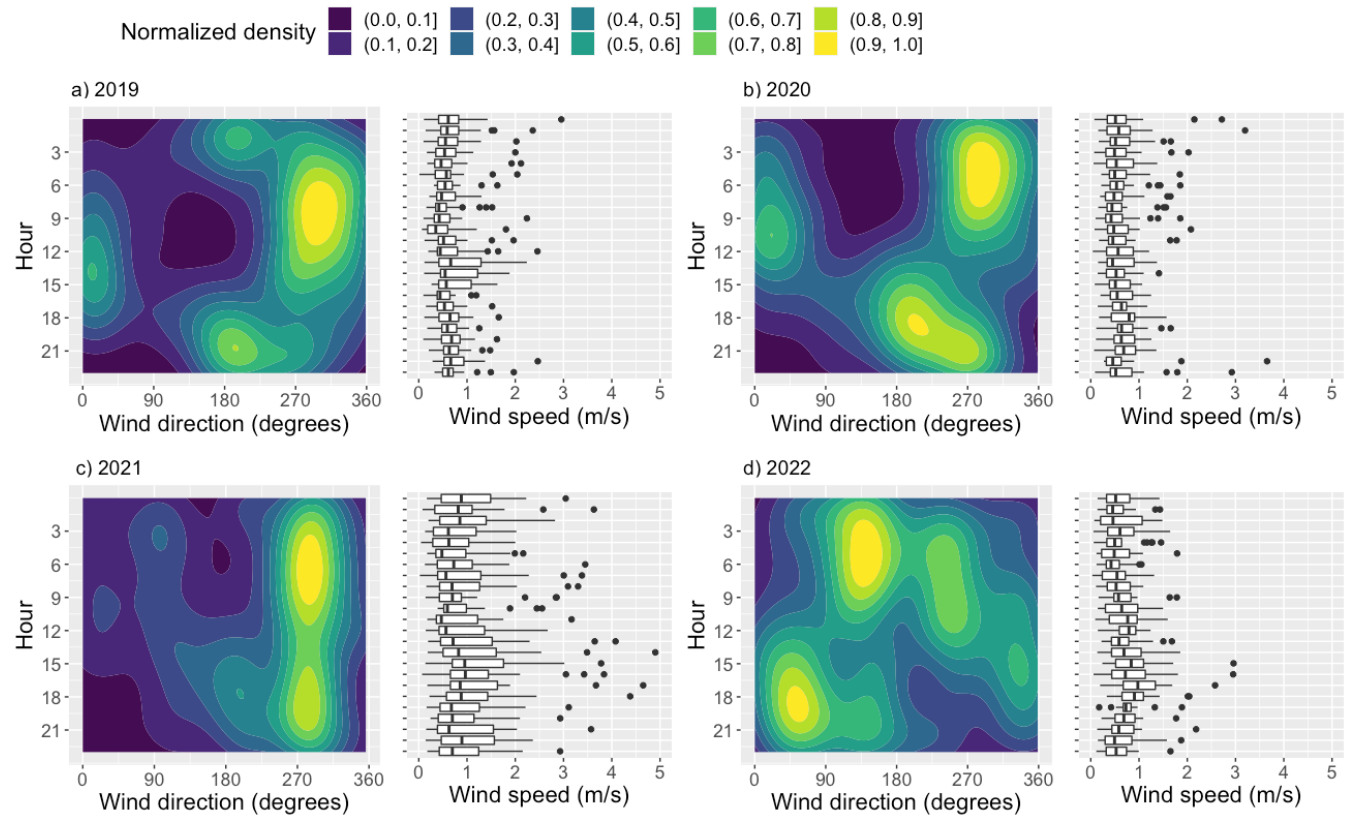 Normalized density
(0.0, 0.1] (0.2, 0.3] (0.4, 0.5] (0.6, 0.7] (0.8, 0.9]
(0.1, 0.2] (0.3, 0.4] (0.5, 0.6] (0.7, 0.8] (0.9, 1.0]
a) 2019
Hour
3
6
9
12
15
18
21
0 90 180 270 360
Wind direction (degrees)
0 1 2 3 4 5
Wind speed (m/s)
b) 2020
Hour
3
6
9
12
15
18
21
0 90 180 270 360
Wind direction (degrees)
0 1 2 3 4 5
Wind speed (m/s)
c) 2021
Hour
3
6
9
12
15
18
21
0 90 180 270 360
Wind direction (degrees)
0 1 2 3 4 5
Wind speed (m/s)
d) 2022
Hour
3
6
9
12
15
18
21
0 90 180 270 360
Wind direction (degrees)
0 1 2 3 4 5
Wind speed (m/s)